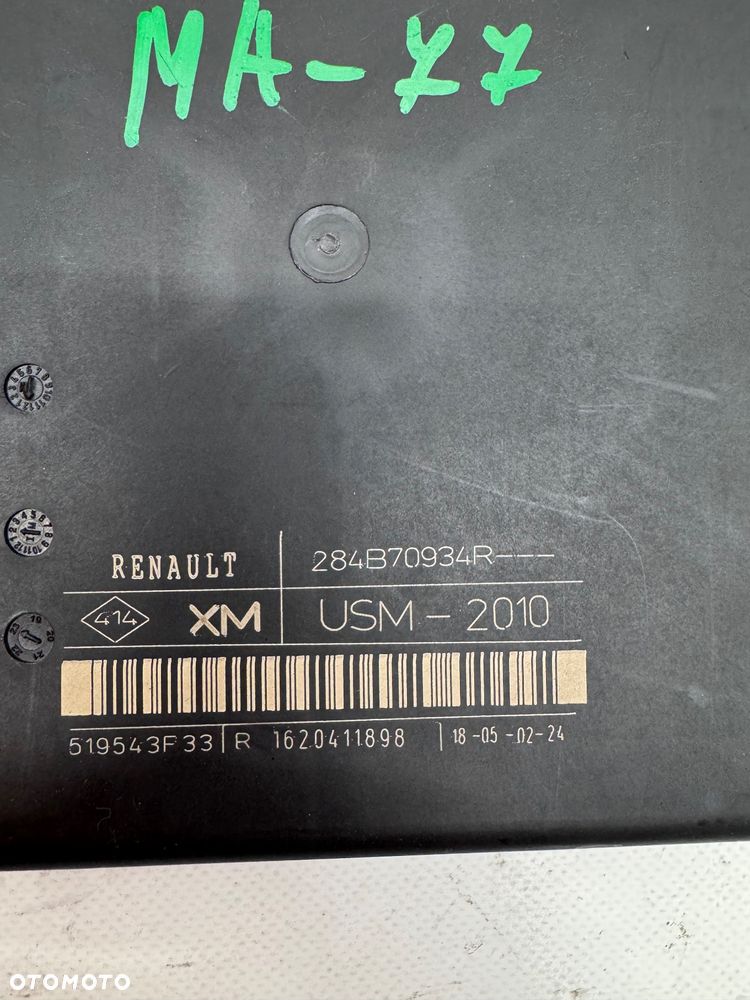 MA-77
RENAULT 284B70934R---
414 XM USM-2010
519543F33 R 1620411898 18-05-02-24
OTOMOTO